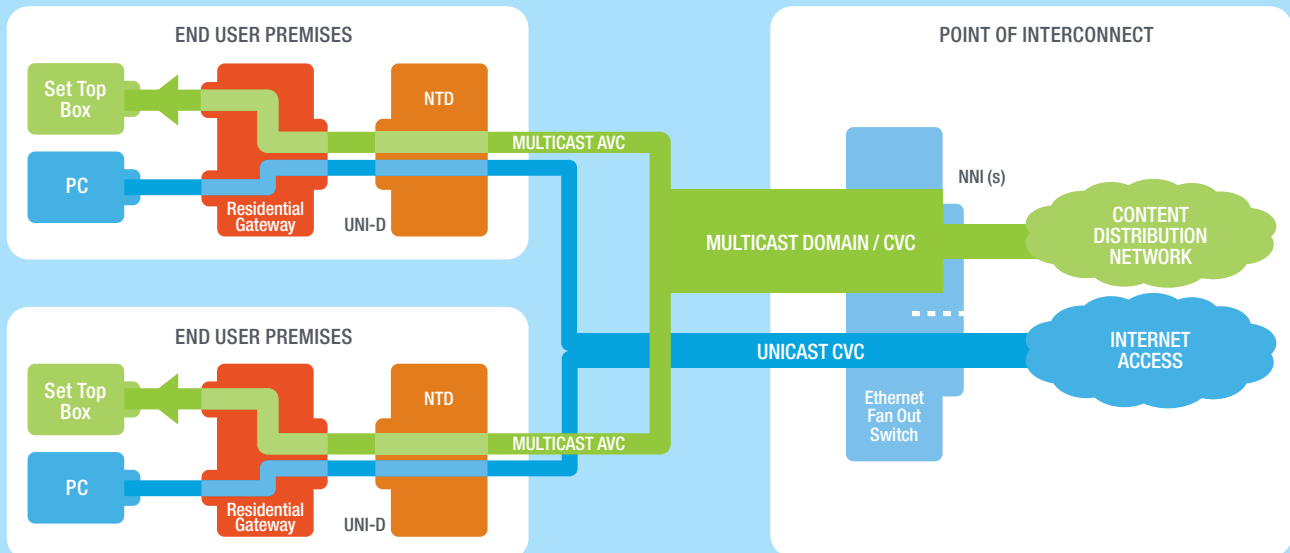 END USER PREMISES
Set Top
Box
PC
Residential
Gateway
UNI-D
NTD
MULTICAST AVC
END USER PREMISES
Set Top
Box
PC
Residential
Gateway
UNI-D
NTD
MULTICAST AVC
POINT OF INTERCONNECT
MULTICAST DOMAIN / CVC
UNICAST CVC
NNI (s)
Ethernet
Fan Out
Switch
CONTENT
DISTRIBUTION
NETWORK
INTERNET
ACCESS